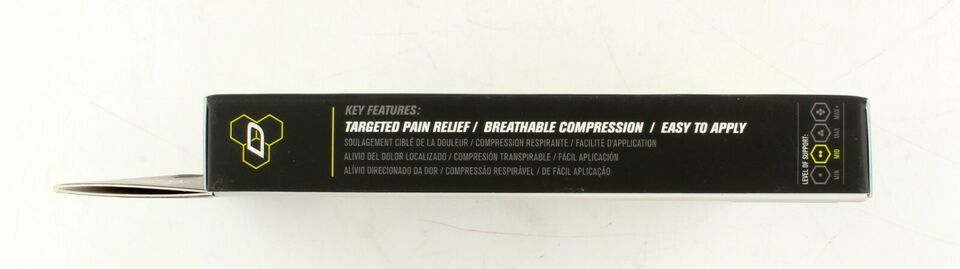 D
KEY FEATURES:
TARGETED PAIN RELIEF / BREATHABLE COMPRESSION / EASY TO APPLY
SOULAGEMENT CIBLÉ DE LA DOULEUR / COMPRESSION RESPIRANTE / FACILITÉ D'APPLICATION
ALIVIO DEL DOLOR LOCALIZADO / COMPRESIÓN TRANSPIRABLE / FÁCIL APLICACIÓN
ALÍVIO DIRECIONADO DA DOR / COMPRESSÃO RESPIRÁVEL / DE FÁCIL APLICAÇÃO
LEVEL OF SUPPORT:
MIN
MID
MAX
MAX+